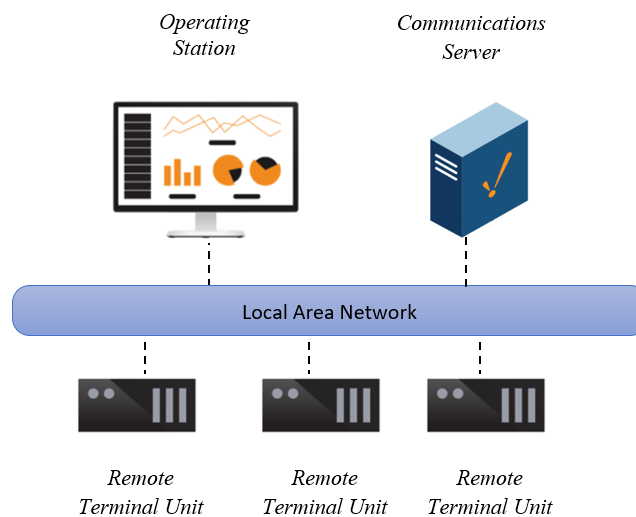 Operating
Station
Communications
Server
Local Area Network
Remote
Terminal Unit
Remote
Terminal Unit
Remote
Terminal Unit